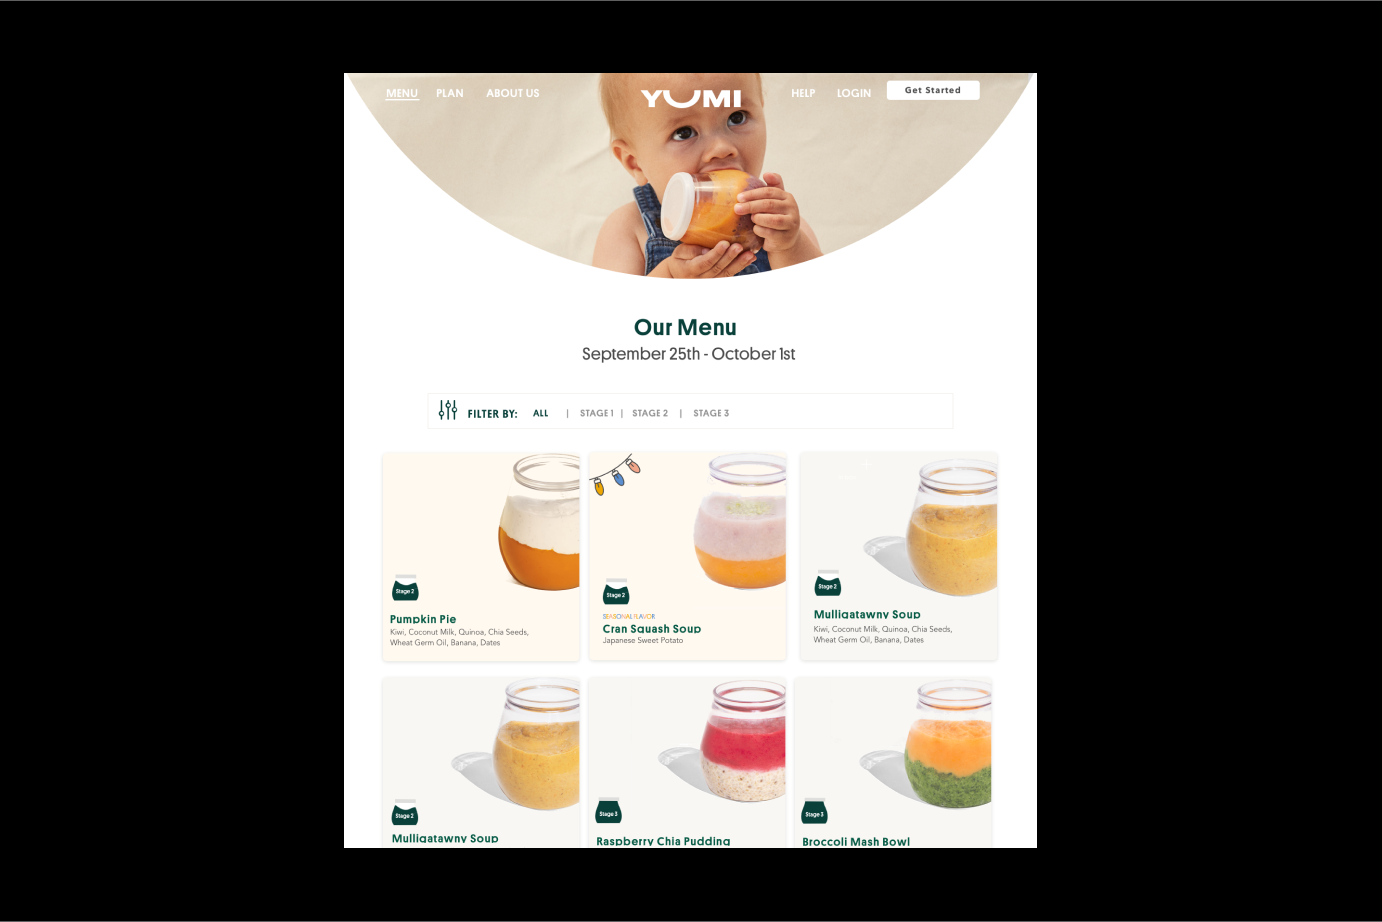 MENU PLAN ABOUT US YUMI HELP LOGIN Get Started
Our Menu
September 25th - October 1st
FILTER BY: ALL | STAGE 1 | STAGE 2 | STAGE 3
Stage 2
Pumpkin Pie
Kiwi, Coconut Milk, Quinoa, Chia Seeds,
Wheat Germ Oil, Banana, Dates
Stage 2
SEASONAL FLAVOR
Cran Squash Soup
Japanese Sweet Potato
Stage 2
Mulligatawny Soup
Kiwi, Coconut Milk, Quinoa, Chia Seeds,
Wheat Germ Oil, Banana, Dates
Stage 2
Mulligatawny Soup
Stage 3
Raspberry Chia Pudding
Stage 3
Broccoli Mash Bowl